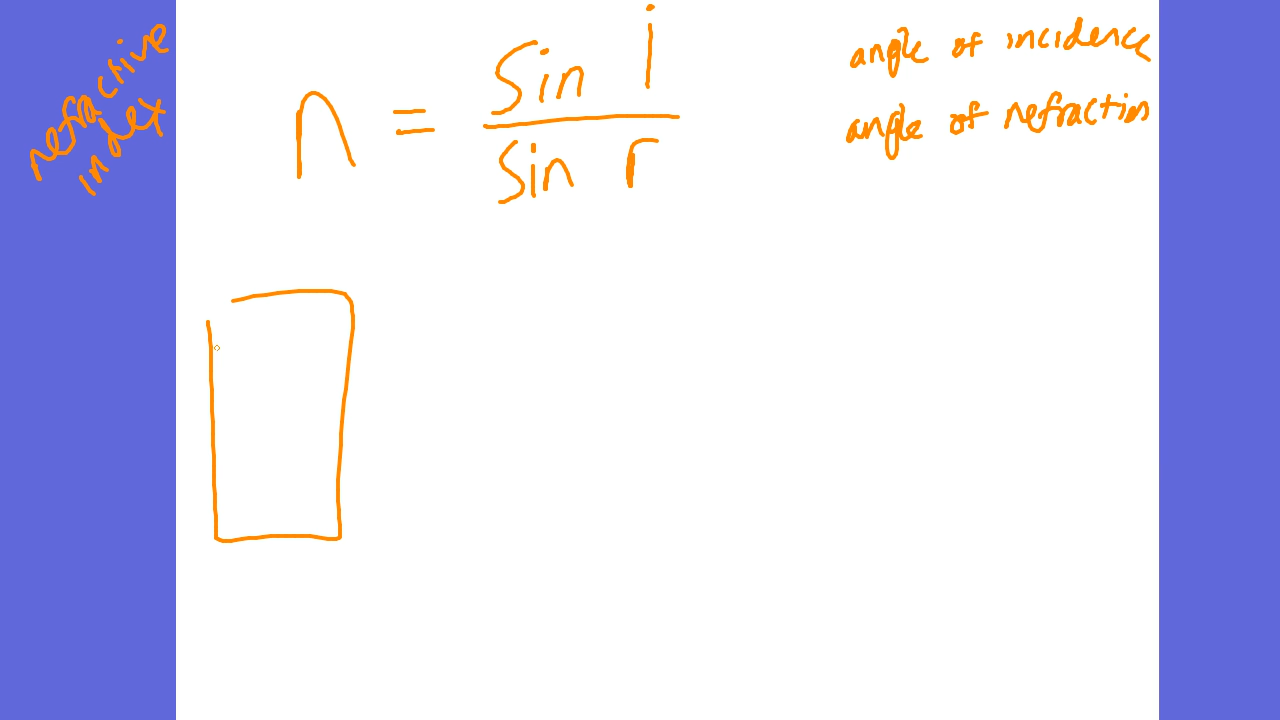 refractive
index
n = sin i / sin r
angle of incidence
angle of refraction